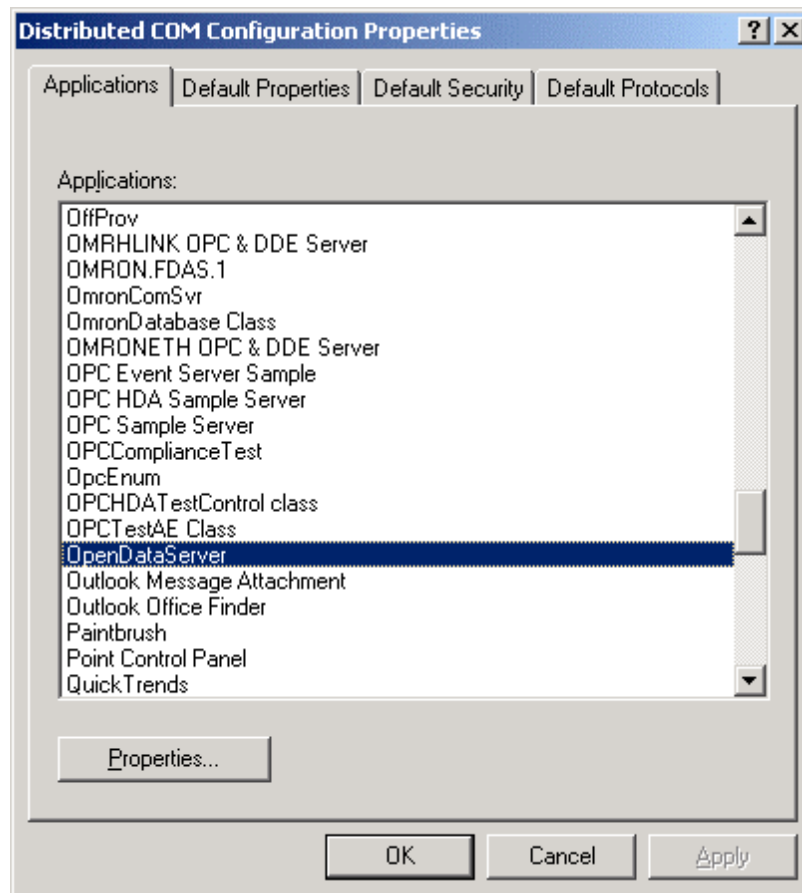 Distributed COM Configuration Properties
Applications Default Properties Default Security Default Protocols
Applications:
OffProv
OMRHLINK OPC & DDE Server
OMRON.FDAS.1
OmronComSvr
OmronDatabase Class
OMRONETH OPC & DDE Server
OPC Event Server Sample
OPC HDA Sample Server
OPC Sample Server
OPCComplianceTest
OpcEnum
OPCHDATestControl class
OPCTestAE Class
OpenDataServer
Outlook Message Attachment
Outlook Office Finder
Paintbrush
Point Control Panel
QuickTrends
Properties...
OK Cancel Apply